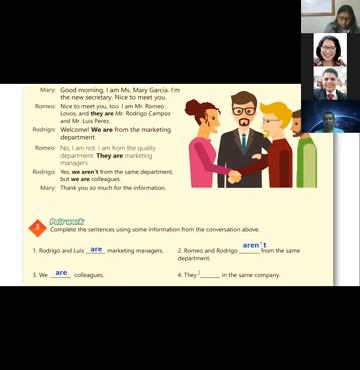 Mary: Good morning, I am Ms. Mary Garcia. I'm
the new secretary. Nice to meet you.
Romeo: Nice to meet you, too. I am Mr. Romeo
Lovos, and they are Mr. Rodrigo Campos
and Mr. Luis Perez.
Rodrigo: Welcome! We are from the marketing
department.
Romeo: No, I am not. I am from the quality
department. They are marketing
managers.
Rodrigo: Yes, we aren't from the same department,
but we are colleagues.
Mary: Thank you so much for the information.
3 Pair work
Complete the sentences using some information from the conversation above.
1. Rodrigo and Luis are marketing managers.
2. Romeo and Rodrigo aren´t from the same
department.
3. We are colleagues.
4. They ______ in the same company.